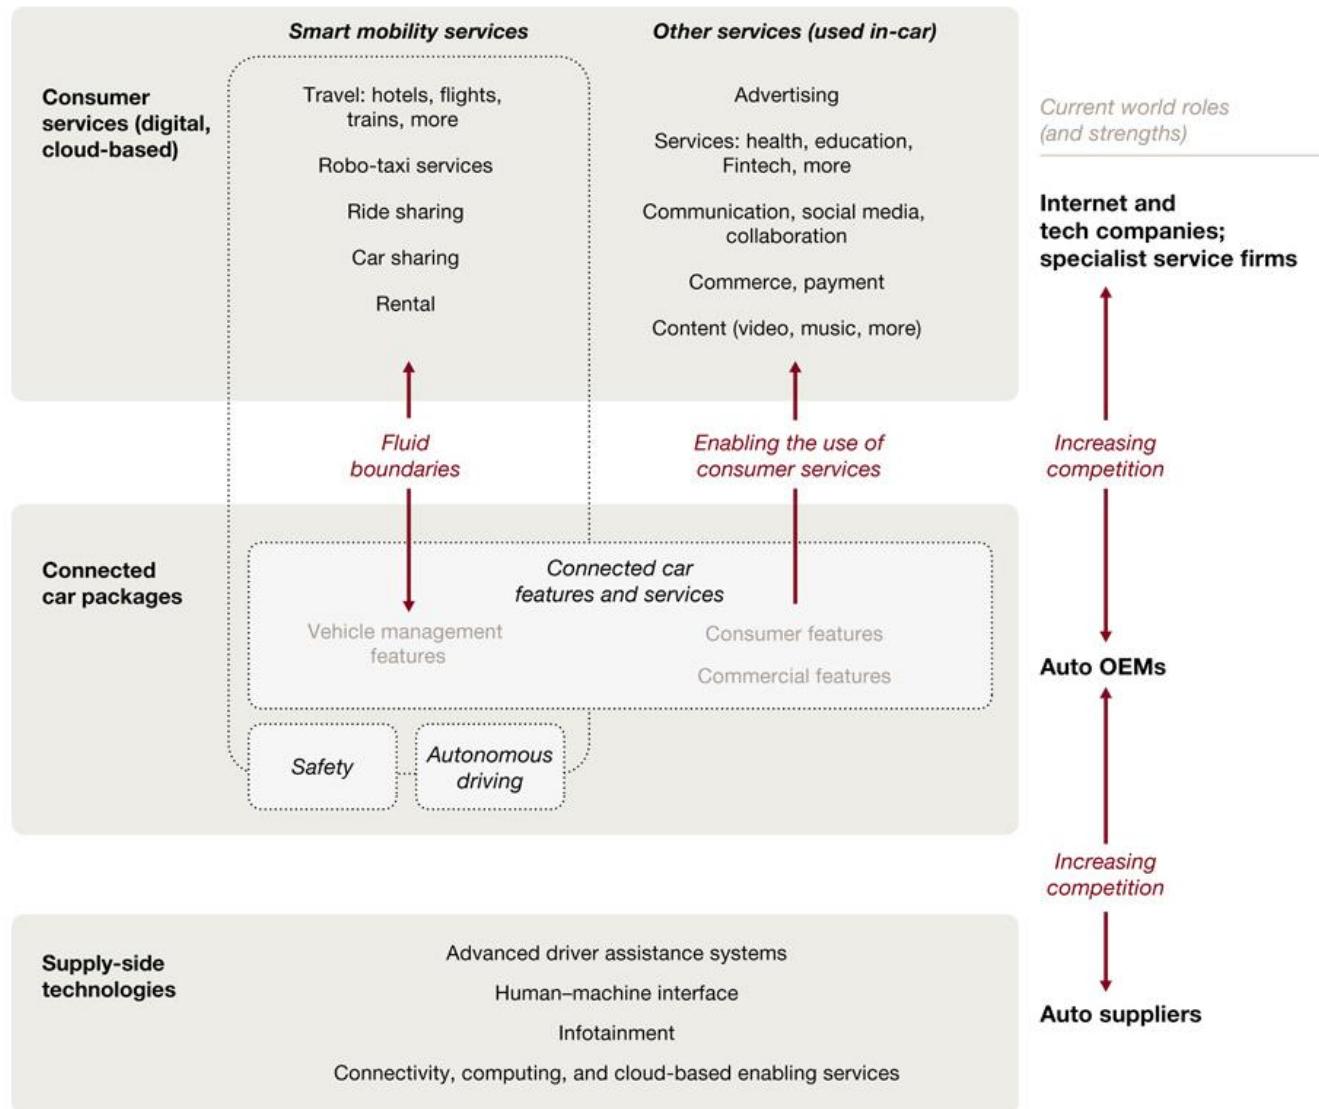 Smart mobility services
Other services (used in-car)
Consumer
services (digital,
cloud-based)
Travel: hotels, flights,
trains, more
Robo-taxi services
Ride sharing
Car sharing
Rental
Advertising
Services: health, education,
Fintech, more
Communication, social media,
collaboration
Commerce, payment
Content (video, music, more)
Current world roles
(and strengths)
Internet and
tech companies;
specialist service firms
Fluid
boundaries
Enabling the use of
consumer services
Increasing
competition
Connected
car packages
Connected car
features and services
Vehicle management
features
Consumer features
Commercial features
Safety
Autonomous
driving
Auto OEMs
Increasing
competition
Supply-side
technologies
Advanced driver assistance systems
Human–machine interface
Infotainment
Connectivity, computing, and cloud-based enabling services
Auto suppliers